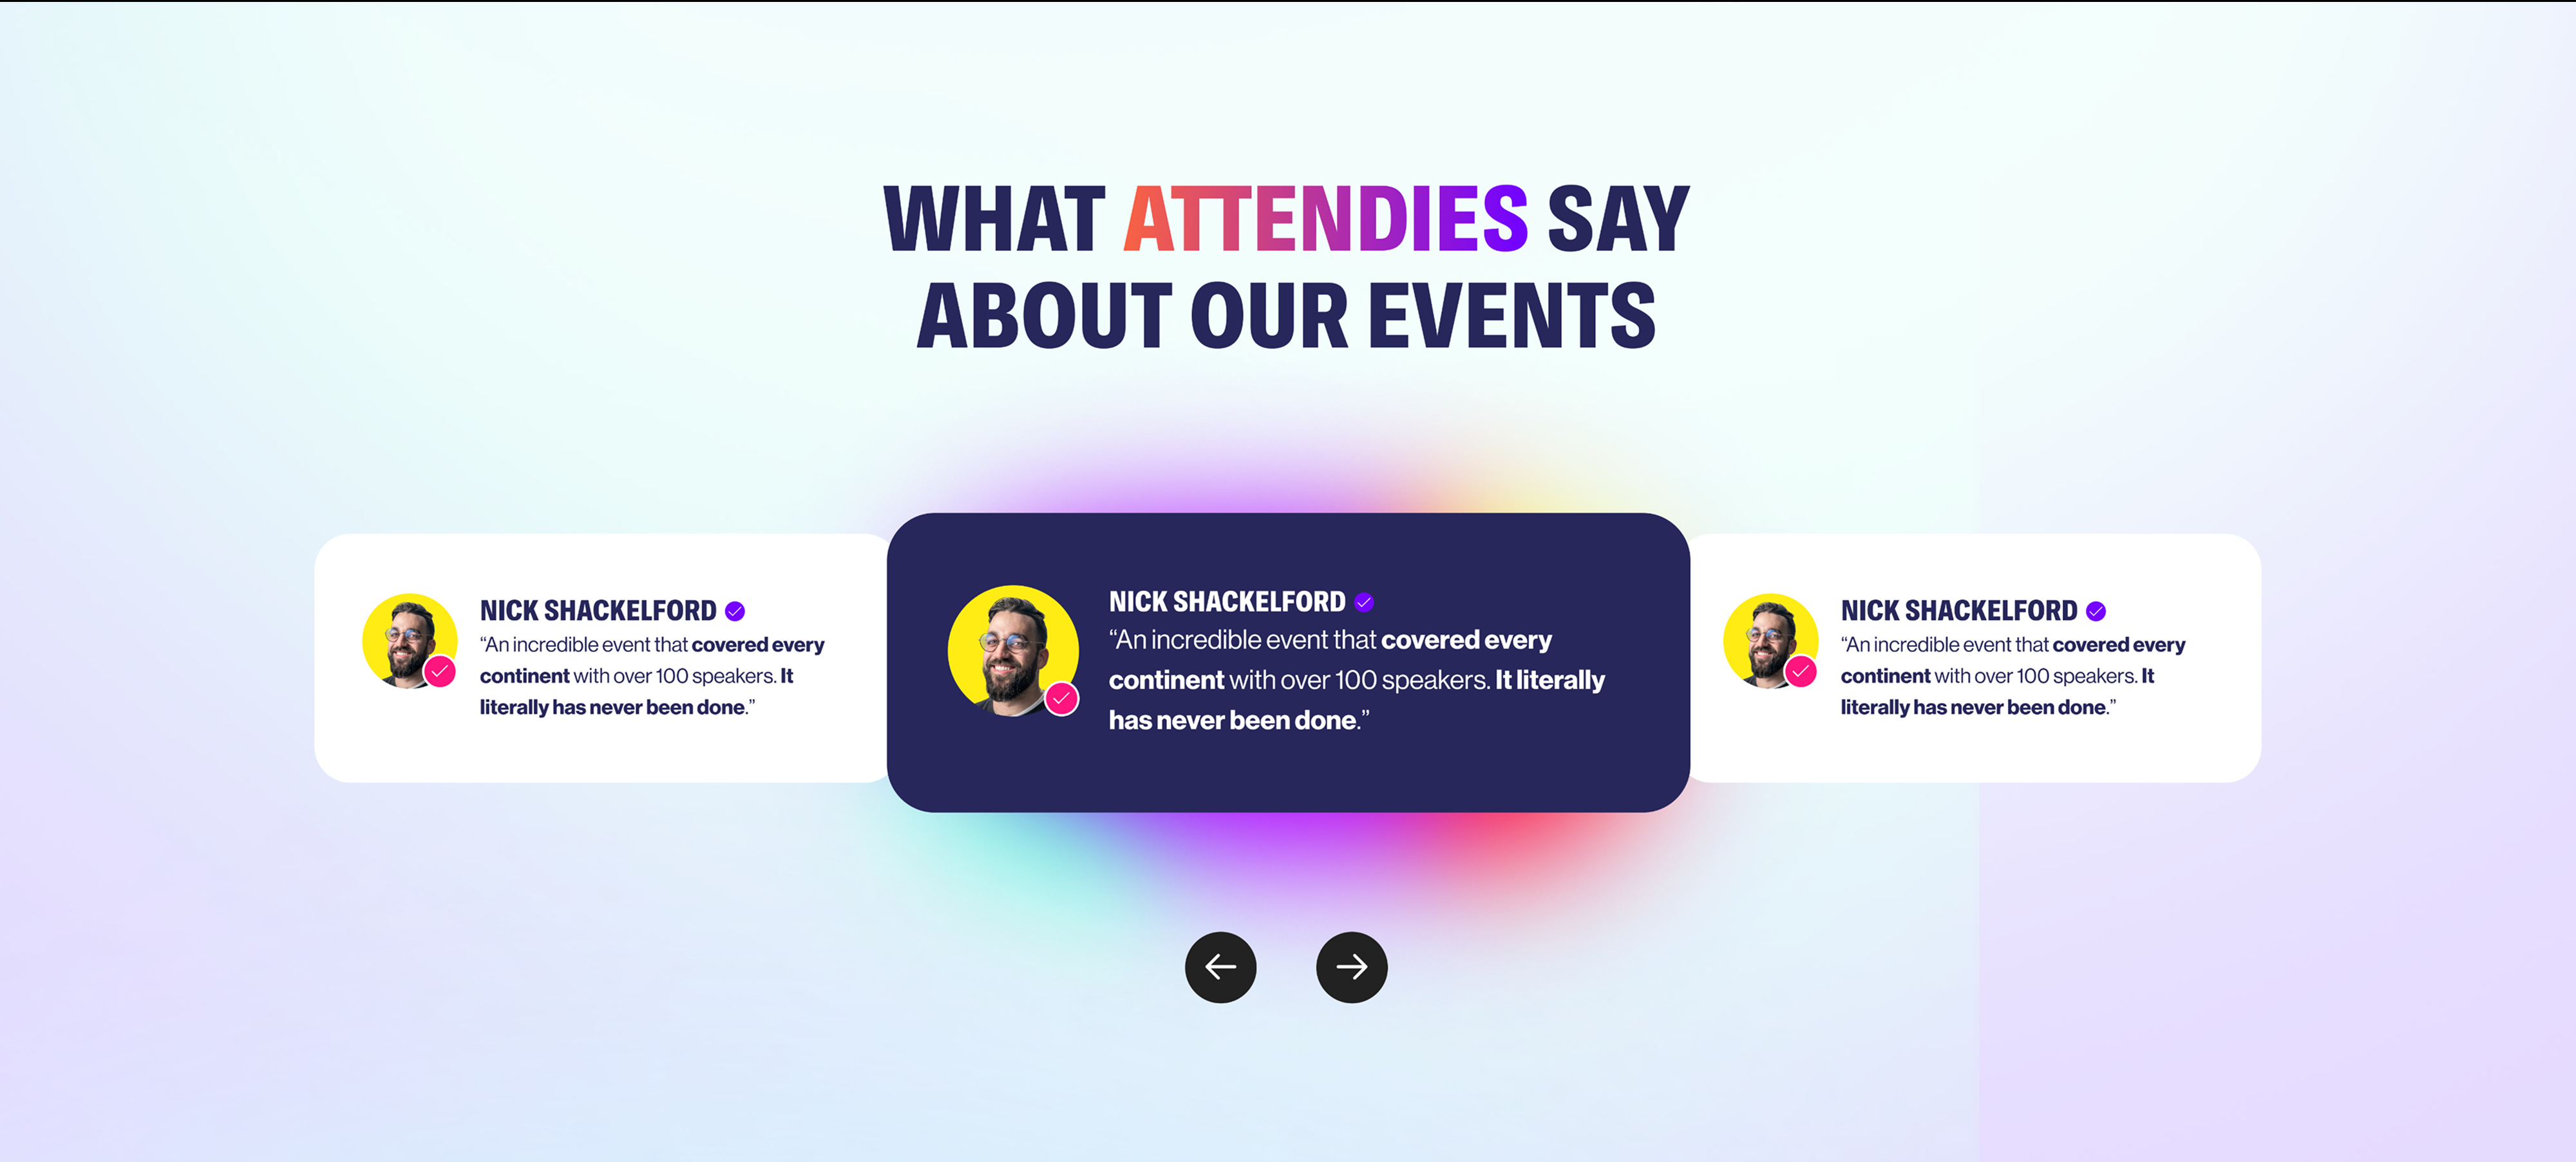 WHAT ATTENDIES SAY
ABOUT OUR EVENTS
NICK SHACKELFORD
“An incredible event that covered every
continent with over 100 speakers. It
literally has never been done.”
NICK SHACKELFORD
“An incredible event that covered every
continent with over 100 speakers. It literally
has never been done.”
NICK SHACKELFORD
“An incredible event that covered every
continent with over 100 speakers. It
literally has never been done.”